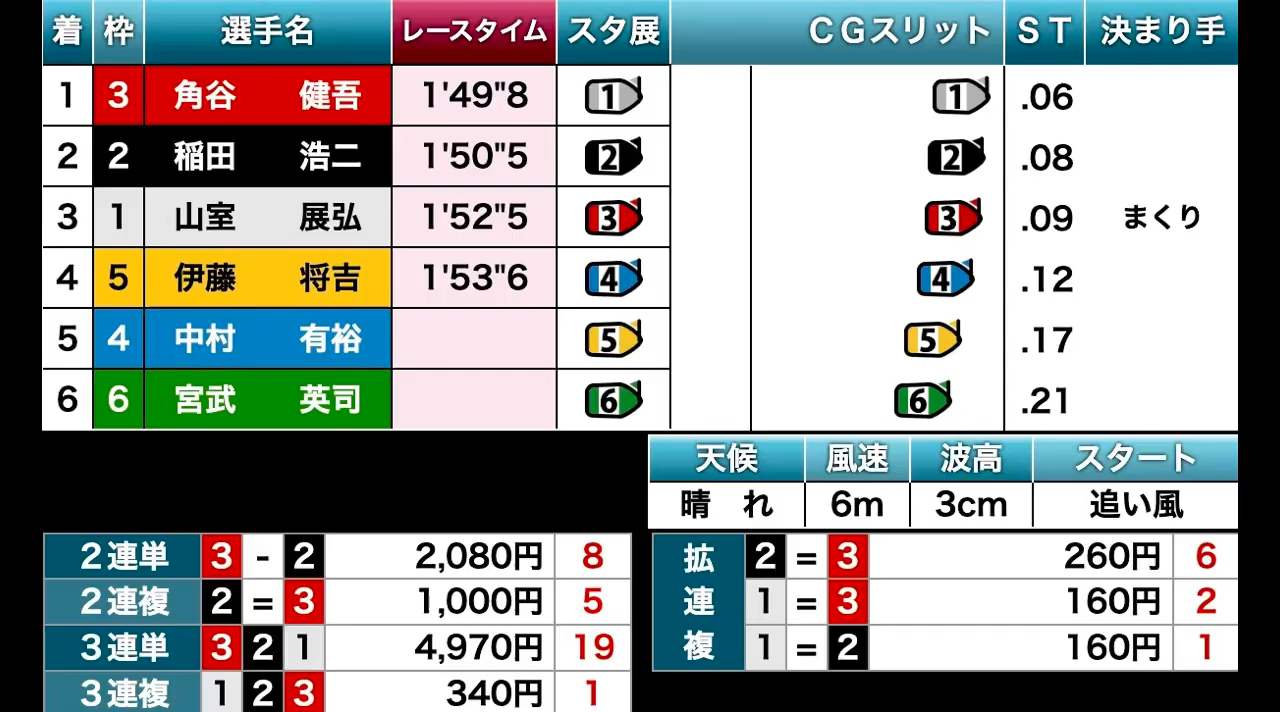 着 枠 選手名 レースタイム スタ展 CGスリット ST 決まり手
1 3 角谷 健吾 1'49"8 1 1 .06
2 2 稲田 浩二 1'50"5 2 2 .08
3 1 山室 展弘 1'52"5 3 3 .09 まくり
4 5 伊藤 将吉 1'53"6 4 4 .12
5 4 中村 有裕 5 5 .17
6 6 宮武 英司 6 6 .21
天候 風速 波高 スタート
晴れ 6m 3cm 追い風
2連単 3 - 2 2,080円 8
2連複 2 = 3 1,000円 5
3連単 3 2 1 4,970円 19
3連複 1 2 3 340円 1
拡 2 = 3 260円 6
連 1 = 3 160円 2
複 1 = 2 160円 1